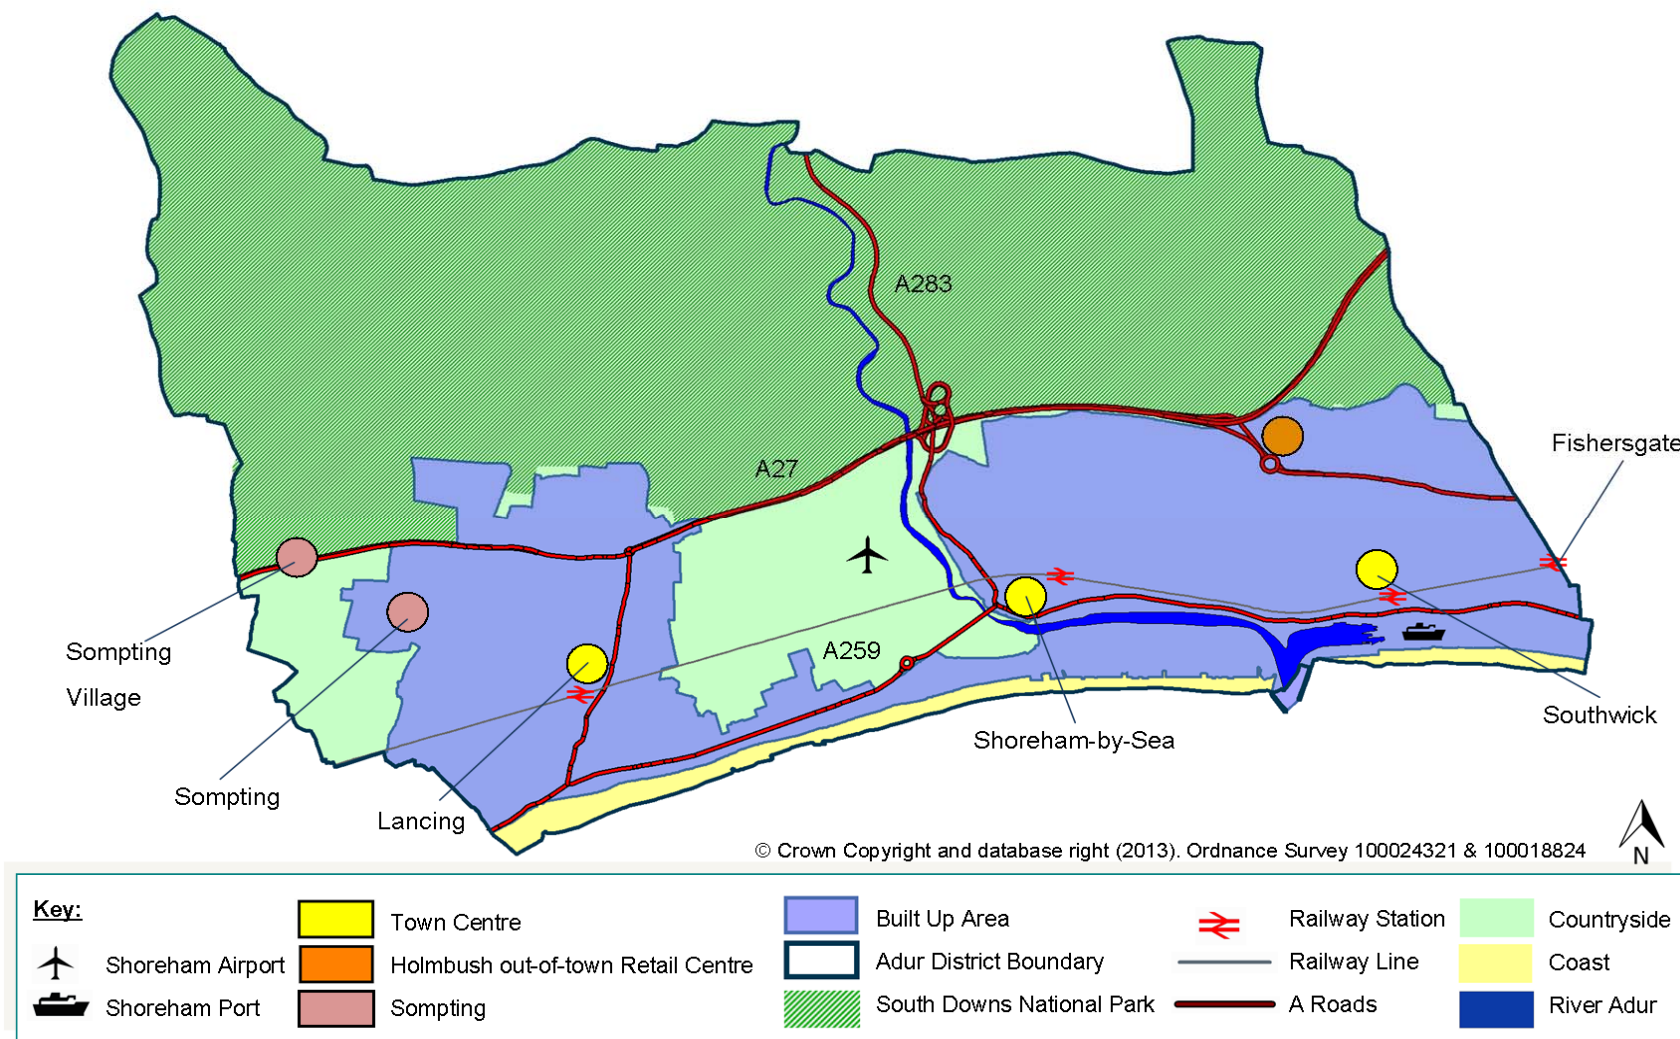 A283
Fishersgate
A27
Sompting
Village
A259
Southwick
Shoreham-by-Sea
Sompting
Lancing
© Crown Copyright and database right (2013). Ordnance Survey 100024321 & 100018824
N
Key:
Shoreham Airport
Shoreham Port
Town Centre
Holmbush out-of-town Retail Centre
Sompting
Built Up Area
Adur District Boundary
South Downs National Park
Railway Station
Railway Line
A Roads
Countryside
Coast
River Adur